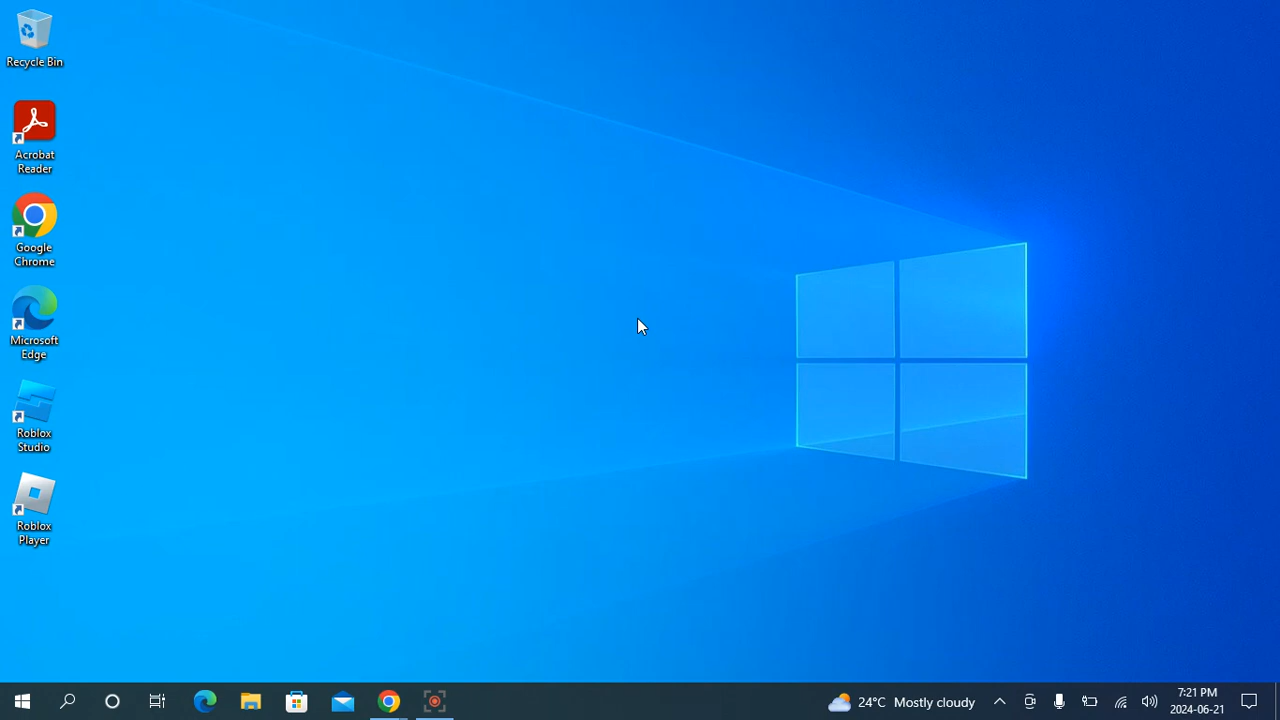 Recycle Bin
Acrobat
Reader
Google
Chrome
Microsoft
Edge
Roblox
Studio
Roblox
Player
24°C Mostly cloudy
7:21 PM
2024-06-21